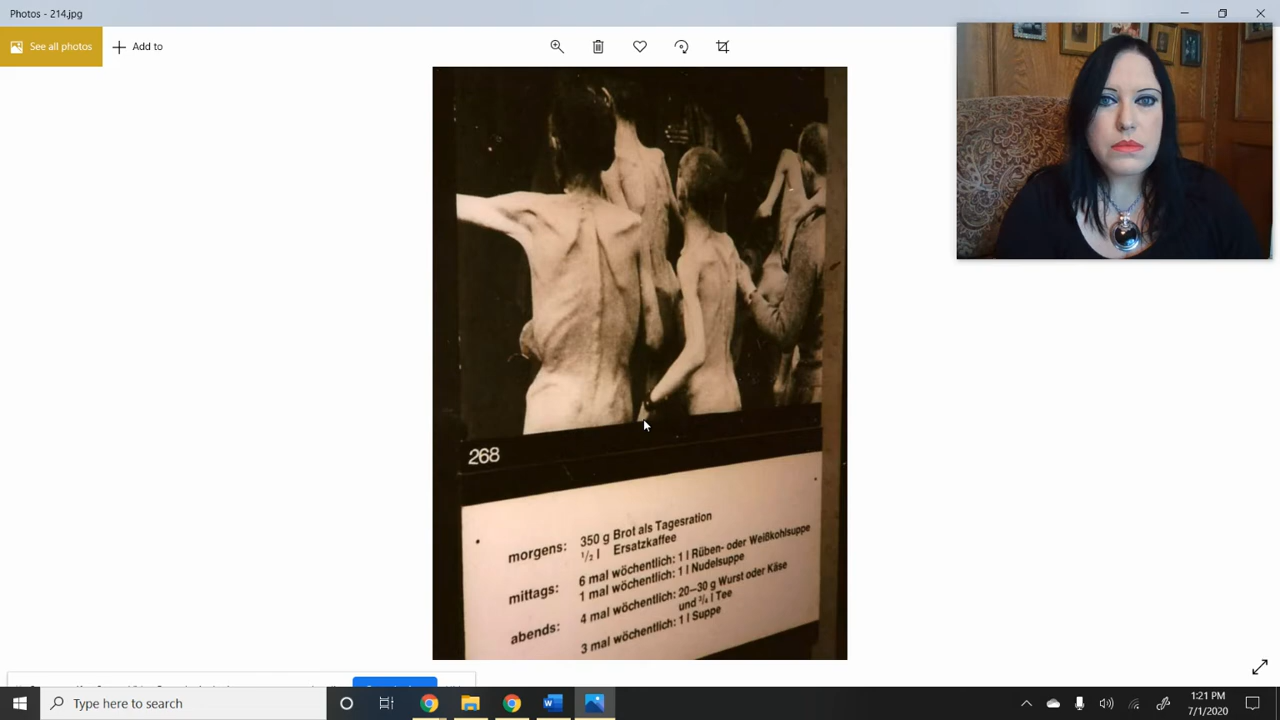 Photos - 214.jpg
See all photos
Add to
268
morgens: 350 g Brot als Tagesration
1/2 l Ersatzkaffee
mittags: 6 mal wöchentlich: 1 l Rüben- oder Weißkohlsuppe
1 mal wöchentlich: 1 l Nudelsuppe
abends: 4 mal wöchentlich: 20–30 g Wurst oder Käse
und 3/4 l Tee
3 mal wöchentlich: 1 l Suppe
Type here to search
1:21 PM
7/1/2020